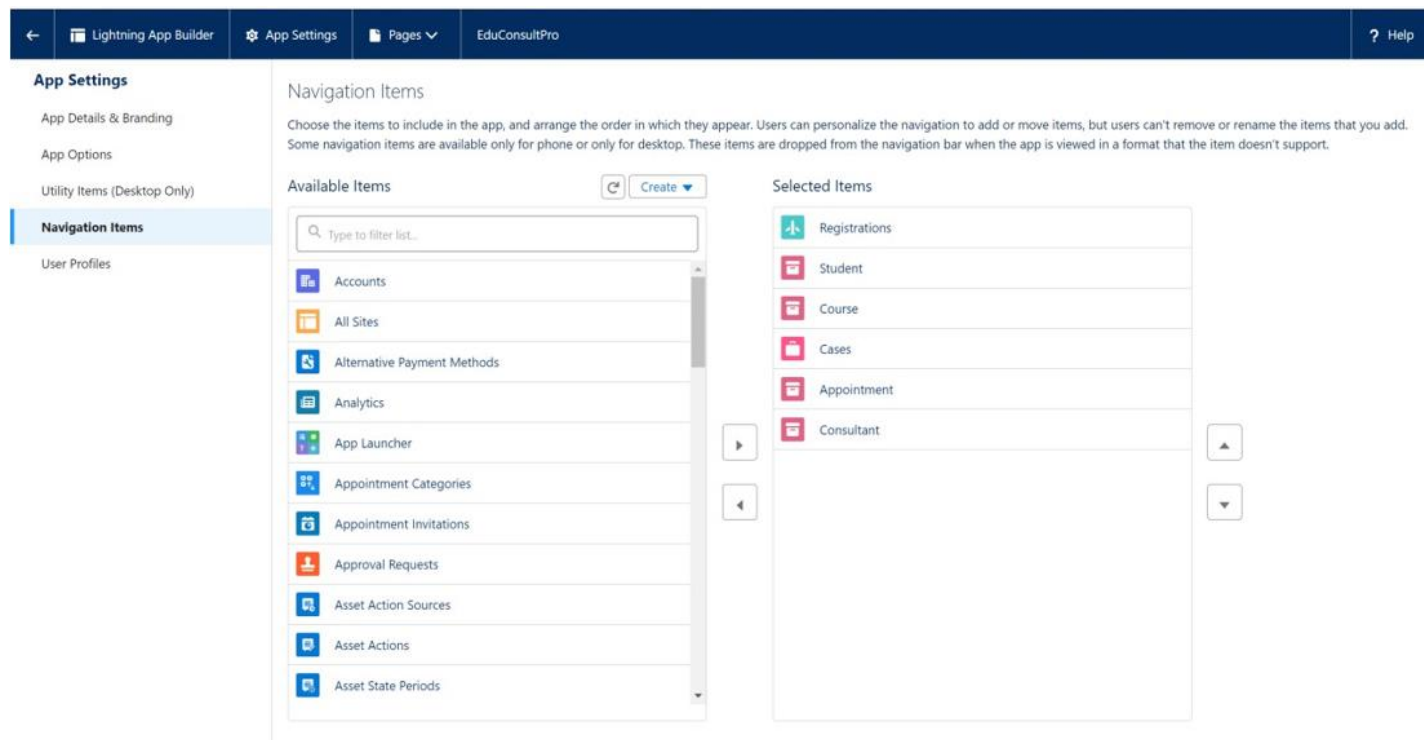 Lightning App Builder
App Settings
Pages
EduConsultPro
? Help
App Settings
App Details & Branding
App Options
Utility Items (Desktop Only)
Navigation Items
User Profiles
Navigation Items
Choose the items to include in the app, and arrange the order in which they appear. Users can personalize the navigation to add or move items, but users can't remove or rename the items that you add.
Some navigation items are available only for phone or only for desktop. These items are dropped from the navigation bar when the app is viewed in a format that the item doesn't support.
Available Items
Create
Type to filter list...
Accounts
All Sites
Alternative Payment Methods
Analytics
App Launcher
Appointment Categories
Appointment Invitations
Approval Requests
Asset Action Sources
Asset Actions
Asset State Periods
Selected Items
Registrations
Student
Course
Cases
Appointment
Consultant